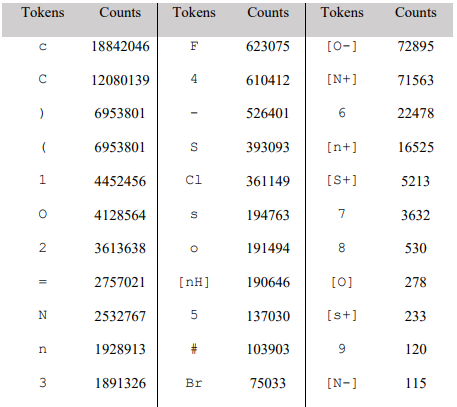 Tokens Counts Tokens Counts Tokens Counts
c 18842046 F 623075 [O-] 72895
C 12080139 4 610412 [N+] 71563
) 6953801 - 526401 6 22478
( 6953801 S 393093 [n+] 16525
1 4452456 Cl 361149 [S+] 5213
O 4128564 s 194763 7 3632
2 3613638 o 191494 8 530
= 2757021 [nH] 190646 [O] 278
N 2532767 5 137030 [s+] 233
n 1928913 # 103903 9 120
3 1891326 Br 75033 [N-] 115